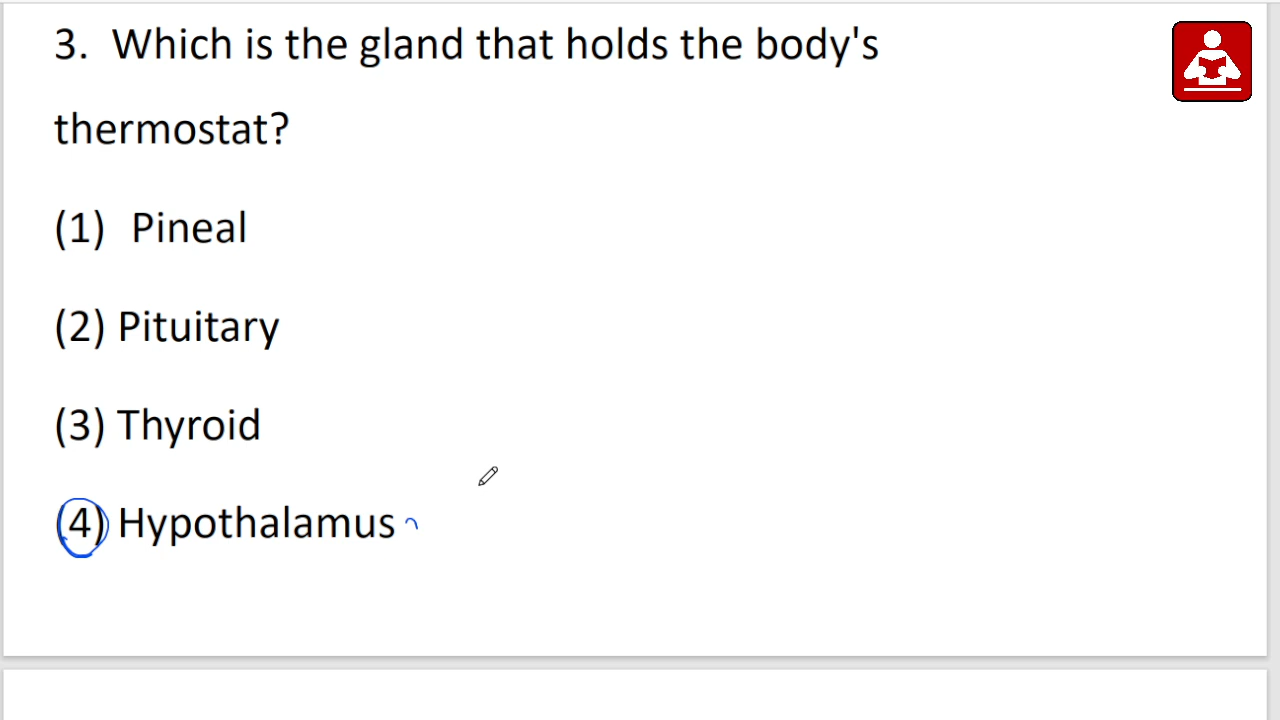 3. Which is the gland that holds the body's
thermostat?
(1) Pineal
(2) Pituitary
(3) Thyroid
(4) Hypothalamus